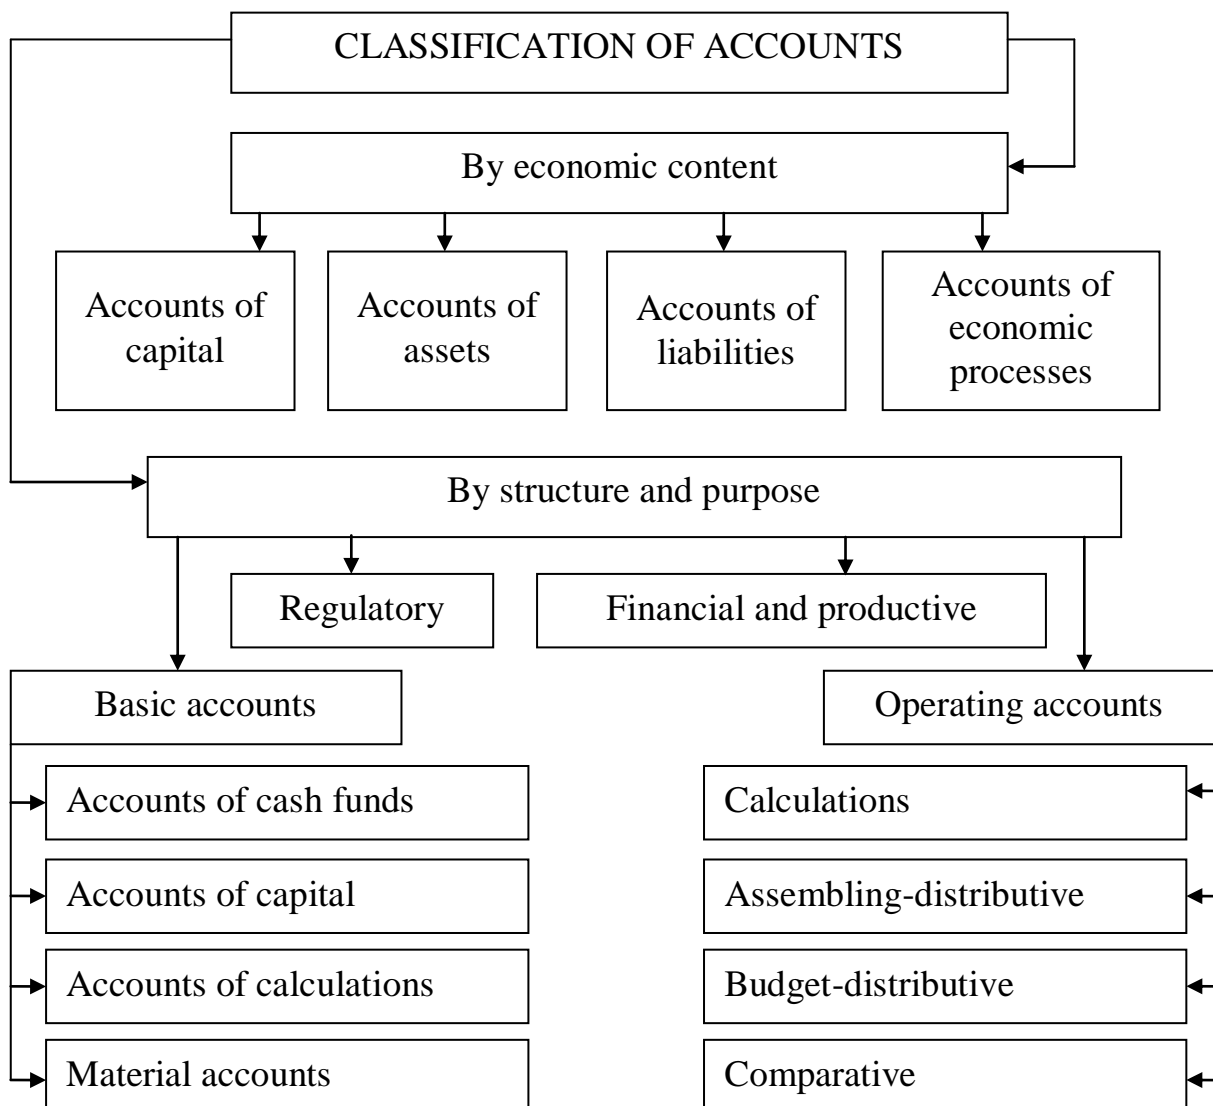 CLASSIFICATION OF ACCOUNTS
By economic content
Accounts of
capital
Accounts of
assets
Accounts of
liabilities
Accounts of
economic
processes
By structure and purpose
Regulatory
Financial and productive
Basic accounts
Operating accounts
Accounts of cash funds
Accounts of capital
Accounts of calculations
Material accounts
Calculations
Assembling-distributive
Budget-distributive
Comparative